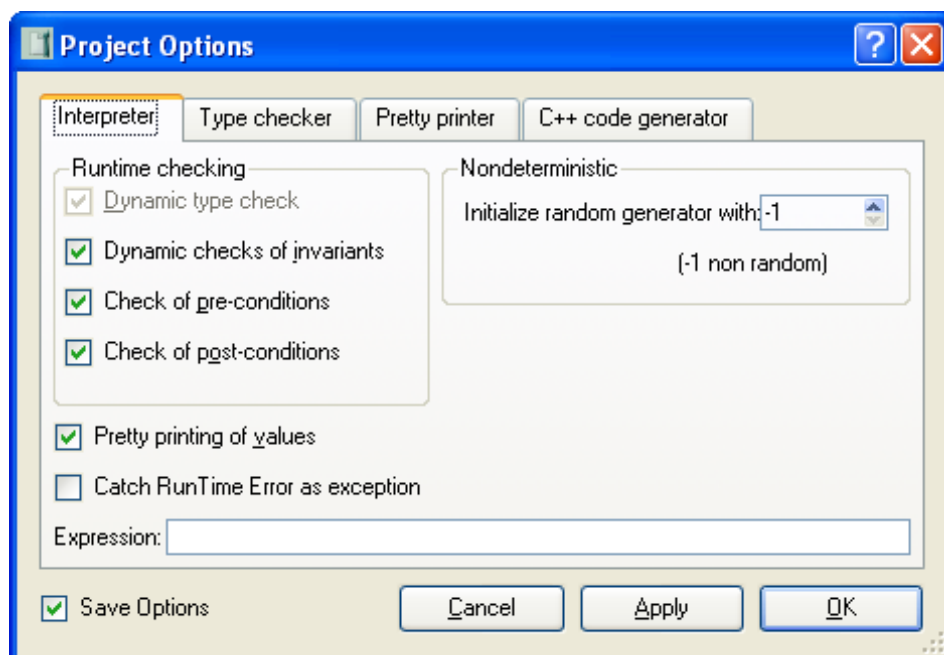 Project Options
Interpreter Type checker Pretty printer C++ code generator
Runtime checking
Dynamic type check
Dynamic checks of invariants
Check of pre-conditions
Check of post-conditions
Nondeterministic
Initialize random generator with: -1
(-1 non random)
Pretty printing of values
Catch RunTime Error as exception
Expression:
Save Options Cancel Apply OK